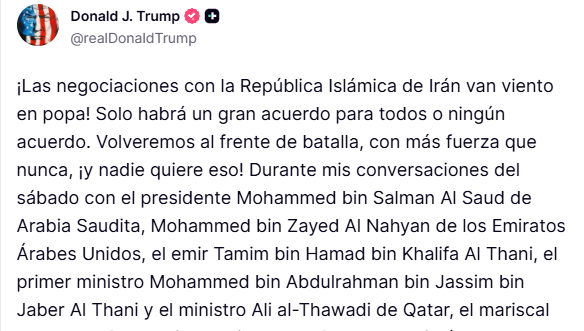 Donald J. Trump
@realDonaldTrump
¡Las negociaciones con la República Islámica de Irán van viento
en popa! Solo habrá un gran acuerdo para todos o ningún
acuerdo. Volveremos al frente de batalla, con más fuerza que
nunca, ¡y nadie quiere eso! Durante mis conversaciones del
sábado con el presidente Mohammed bin Salman Al Saud de
Arabia Saudita, Mohammed bin Zayed Al Nahyan de los Emiratos
Árabes Unidos, el emir Tamim bin Hamad bin Khalifa Al Thani, el
primer ministro Mohammed bin Abdulrahman bin Jassim bin
Jaber Al Thani y el ministro Ali al-Thawadi de Qatar, el mariscal